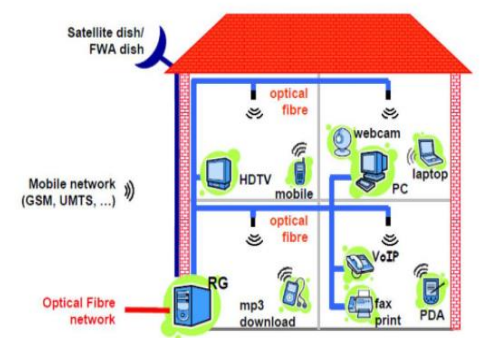 Satellite dish/
FWA dish
optical
fibre
webcam
laptop
HDTV
mobile
PC
Mobile network
(GSM, UMTS, ...)
optical
fibre
VoIP
RG
mp3
download
fax
print
PDA
Optical Fibre
network